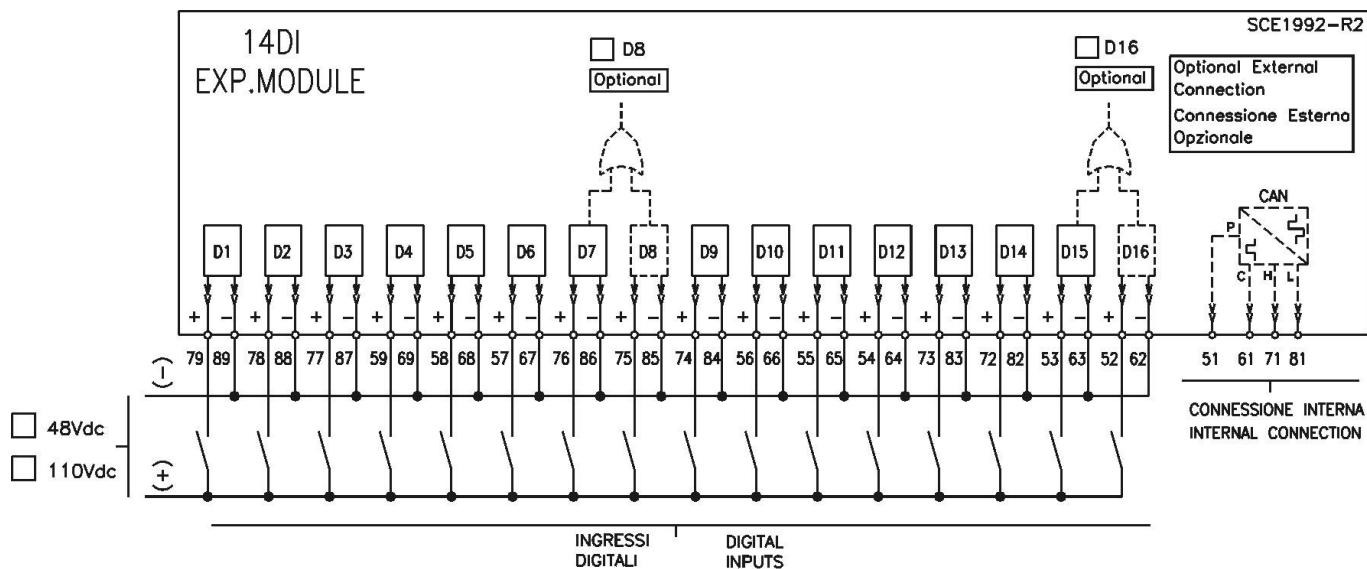 SCE1992-R2
14DI
EXP.MODULE
D8
Optional
D16
Optional
Optional External
Connection
Connessione Esterna
Opzionale
CAN
P
C H L
D1 D2 D3 D4 D5 D6 D7 D8 D9 D10 D11 D12 D13 D14 D15 D16
+ − + − + − + − + − + − + − + − + − + − + − + − + − + − + − + −
79 89 78 88 77 87 59 69 58 68 57 67 76 86 75 85 74 84 56 66 55 65 54 64 73 83 72 82 53 63 52 62 51 61 71 81
(−)
CONNESSIONE INTERNA
INTERNAL CONNECTION
48Vdc
110Vdc
(+)
INGRESSI
DIGITALI
DIGITAL
INPUTS